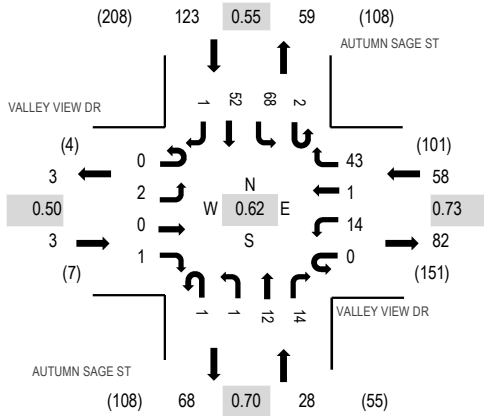 (208) 123 0.55 59 (108)
AUTUMN SAGE ST
VALLEY VIEW DR
1 52 68 2
(4) 0 43 (101)
3 2 N 1 58
0.50 W 0.62 E 0.73
3 0 S 14 82
(7) 1 0 (151)
1 1 12 14
VALLEY VIEW DR
AUTUMN SAGE ST
(108) 68 0.70 28 (55)